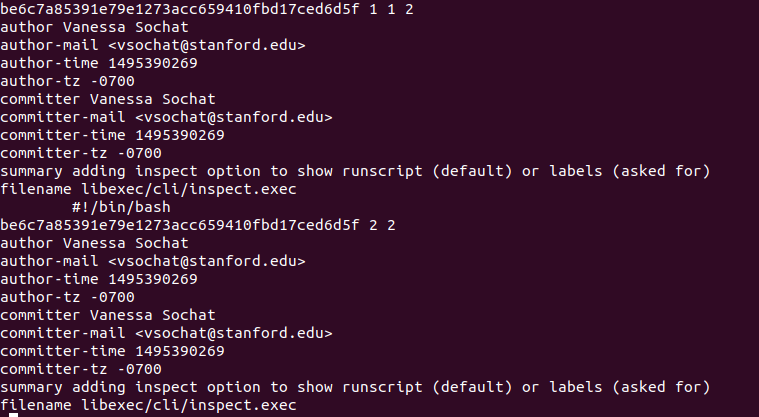 be6c7a85391e79e1273acc659410fbd17ced6d5f 1 1 2
author Vanessa Sochat
author-mail <vsochat@stanford.edu>
author-time 1495390269
author-tz -0700
committer Vanessa Sochat
committer-mail <vsochat@stanford.edu>
committer-time 1495390269
committer-tz -0700
summary adding inspect option to show runscript (default) or labels (asked for)
filename libexec/cli/inspect.exec
#!/bin/bash
be6c7a85391e79e1273acc659410fbd17ced6d5f 2 2
author Vanessa Sochat
author-mail <vsochat@stanford.edu>
author-time 1495390269
author-tz -0700
committer Vanessa Sochat
committer-mail <vsochat@stanford.edu>
committer-time 1495390269
committer-tz -0700
summary adding inspect option to show runscript (default) or labels (asked for)
filename libexec/cli/inspect.exec